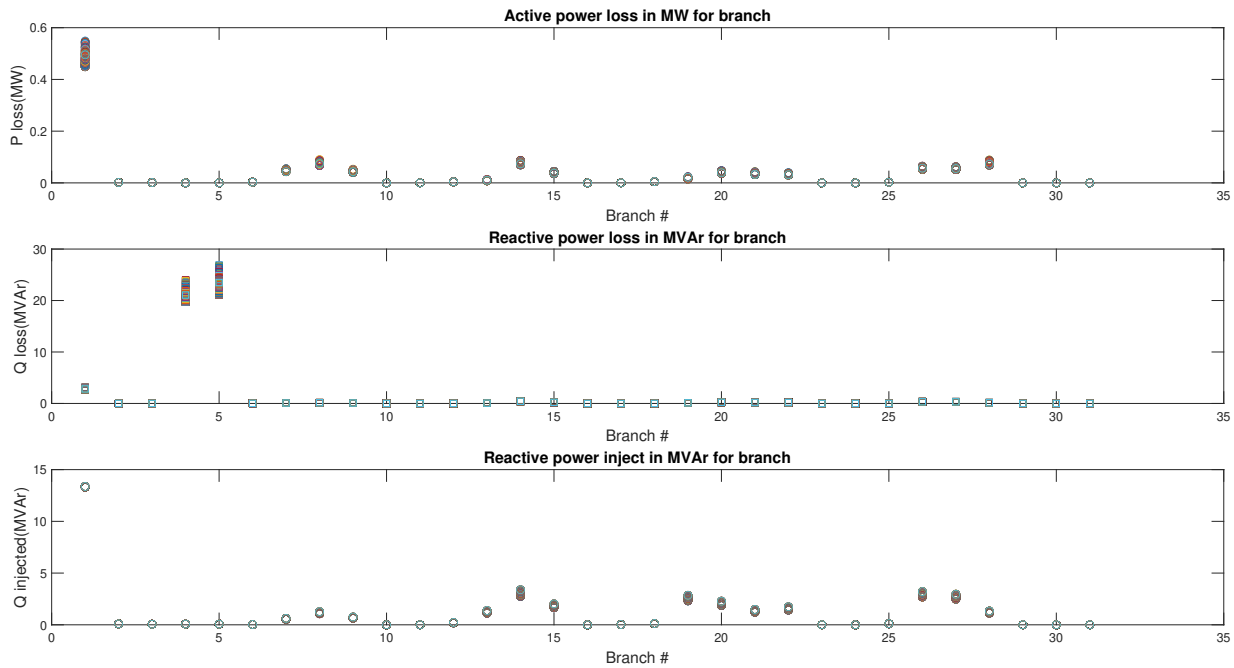 Active power loss in MW for branch
0.6
0.4
0.2
0
P loss(MW)
0 5 10 15 20 25 30 35
Branch #
Reactive power loss in MVAr for branch
30
20
10
0
Q loss(MVAr)
0 5 10 15 20 25 30 35
Branch #
Reactive power inject in MVAr for branch
15
10
5
0
Q injected(MVAr)
0 5 10 15 20 25 30 35
Branch #